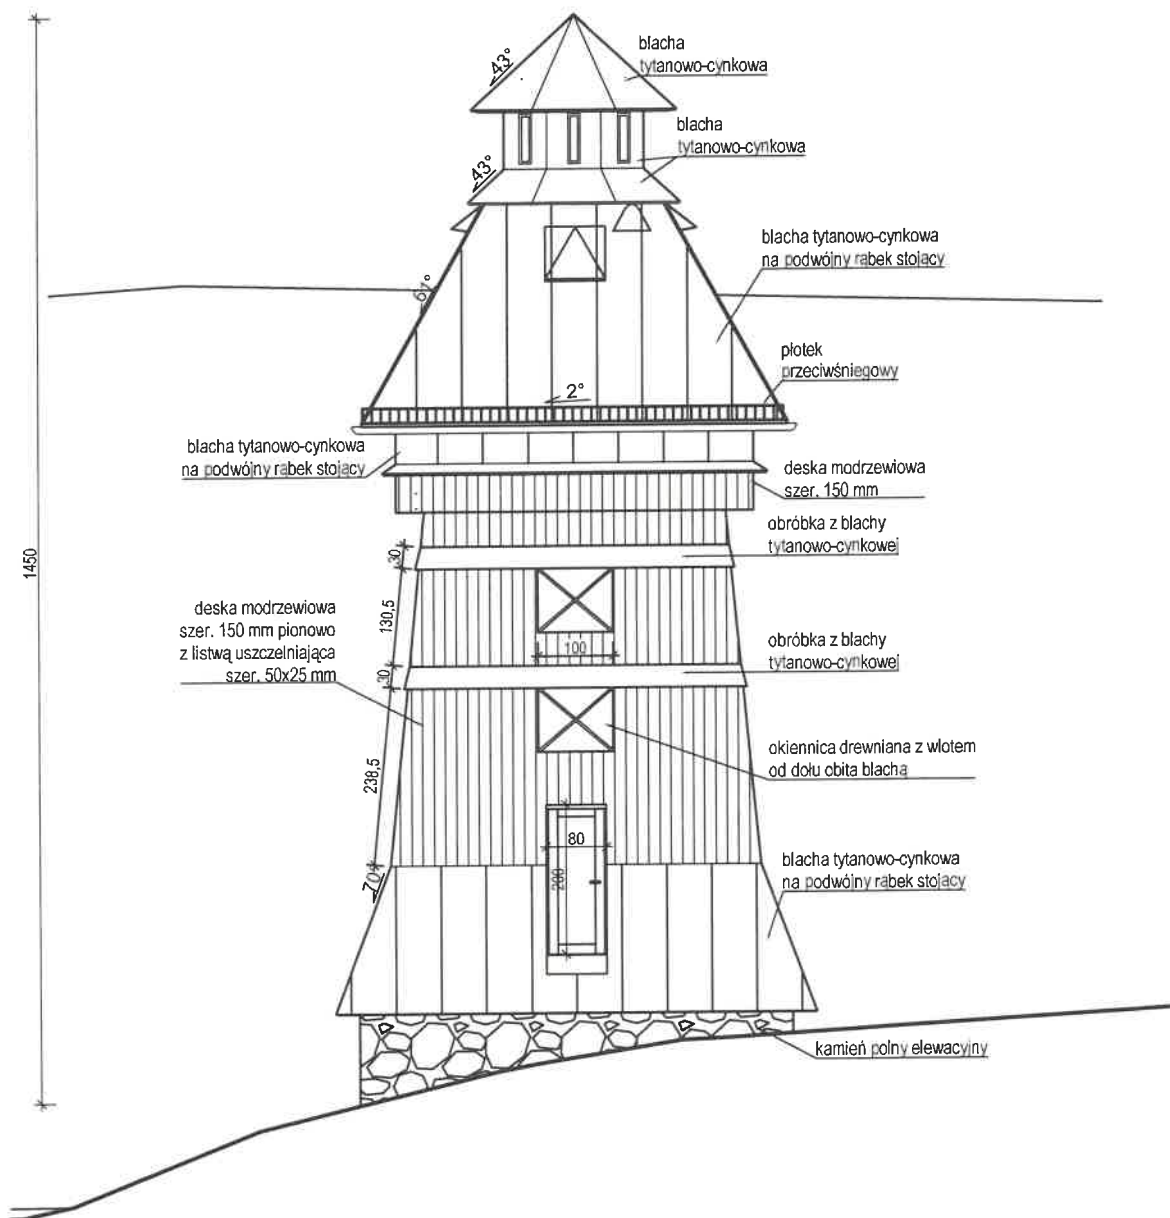 43°
blacha
tytanowo-cynkowa
blacha
tytanowo-cynkowa
43°
blacha tytanowo-cynkowa
na podwójny rąbek stojący
płotek
przeciwśniegowy
2°
blacha tytanowo-cynkowa
na podwójny rąbek stojący
deska modrzewiowa
szer. 150 mm
obróbka z blachy
tytanowo-cynkowej
30
1450
130,5
deska modrzewiowa
szer. 150 mm pionowo
z listwą uszczelniająca
szer. 50x25 mm
100
obróbka z blachy
tytanowo-cynkowej
30
238,5
okiennica drewniana z wlotem
od dołu obita blachą
80
200
70°
blacha tytanowo-cynkowa
na podwójny rąbek stojący
kamień polny elewacyjny